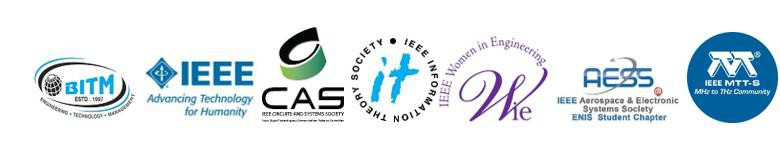 BITM
ESTD : 1997
ENGINEERING • TECHNOLOGY • MANAGEMENT
IEEE
Advancing Technology
for Humanity
CAS
IEEE CIRCUITS AND SYSTEMS SOCIETY
IEEE INFORMATION THEORY SOCIETY •
it
IEEE Women in Engineering
Wie
AESS
IEEE Aerospace & Electronic
Systems Society
ENIS Student Chapter
IEEE MTT-S
MHz to THz Community